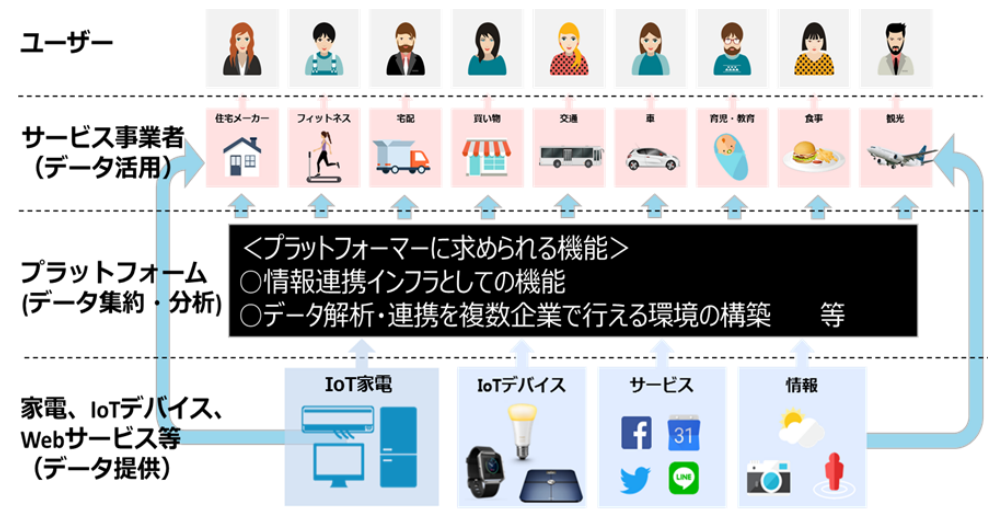 ユーザー
サービス事業者
（データ活用）
住宅メーカー
フィットネス
宅配
買い物
交通
車
育児・教育
食事
観光
プラットフォーム
(データ集約・分析)
＜プラットフォーマーに求められる機能＞
○情報連携インフラとしての機能
○データ解析・連携を複数企業で行える環境の構築　　等
家電、IoTデバイス、
Webサービス等
（データ提供）
IoT家電
IoTデバイス
サービス
31
LINE
情報